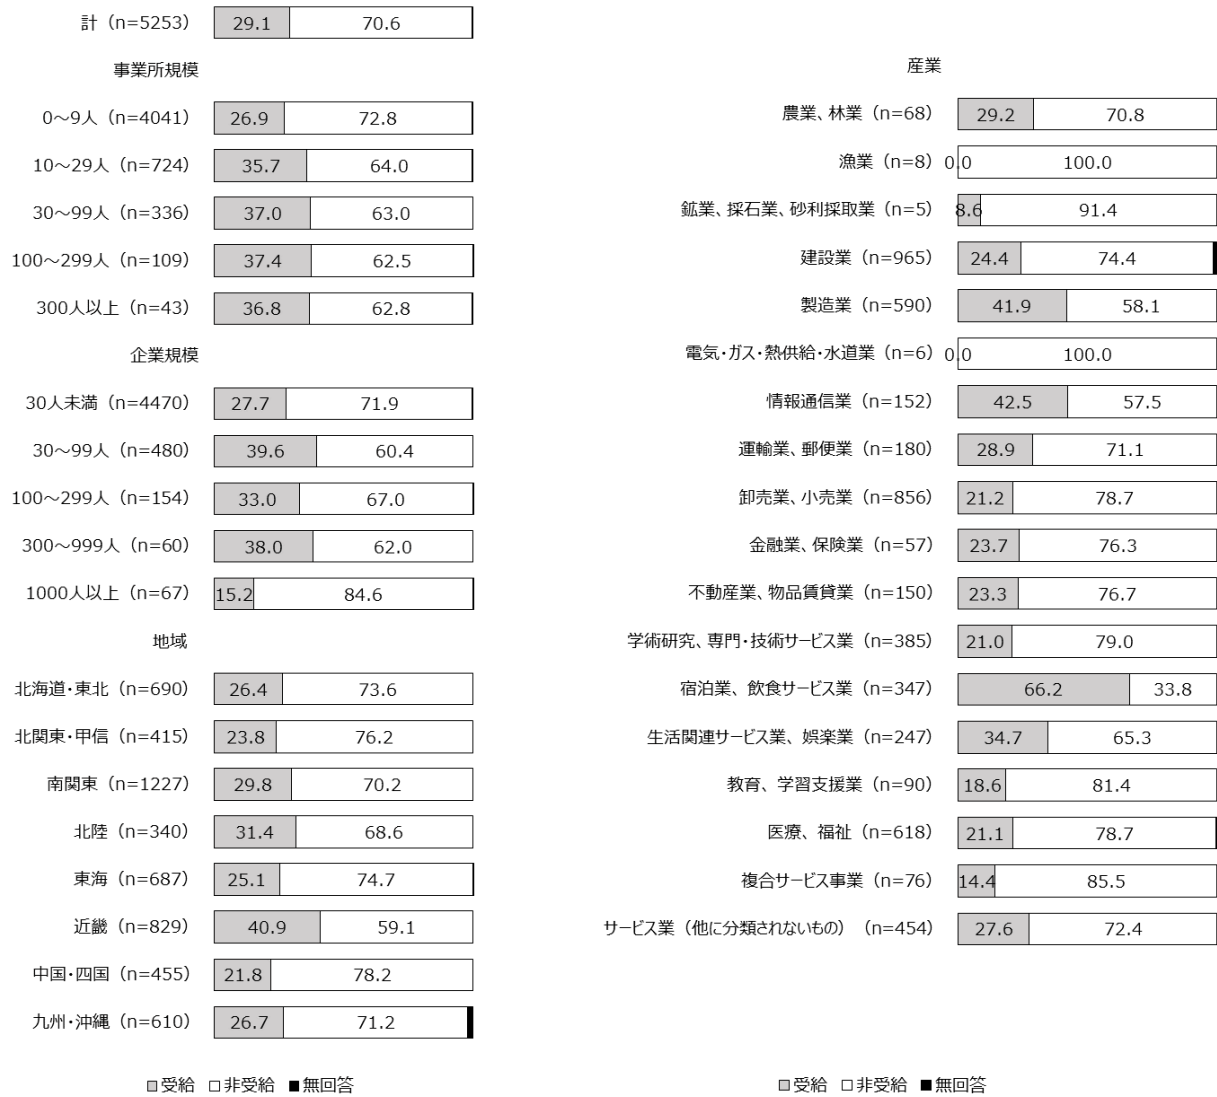 計（n=5253） 29.1 70.6
事業所規模
0～9人（n=4041） 26.9 72.8
10～29人（n=724） 35.7 64.0
30～99人（n=336） 37.0 63.0
100～299人（n=109） 37.4 62.5
300人以上（n=43） 36.8 62.8
企業規模
30人未満（n=4470） 27.7 71.9
30～99人（n=480） 39.6 60.4
100～299人（n=154） 33.0 67.0
300～999人（n=60） 38.0 62.0
1000人以上（n=67） 15.2 84.6
地域
北海道・東北（n=690） 26.4 73.6
北関東・甲信（n=415） 23.8 76.2
南関東（n=1227） 29.8 70.2
北陸（n=340） 31.4 68.6
東海（n=687） 25.1 74.7
近畿（n=829） 40.9 59.1
中国・四国（n=455） 21.8 78.2
九州・沖縄（n=610） 26.7 71.2
■受給 □非受給 ■無回答
産業
農業、林業（n=68） 29.2 70.8
漁業（n=8） 0.0 100.0
鉱業、採石業、砂利採取業（n=5） 8.6 91.4
建設業（n=965） 24.4 74.4
製造業（n=590） 41.9 58.1
電気・ガス・熱供給・水道業（n=6） 0.0 100.0
情報通信業（n=152） 42.5 57.5
運輸業、郵便業（n=180） 28.9 71.1
卸売業、小売業（n=856） 21.2 78.7
金融業、保険業（n=57） 23.7 76.3
不動産業、物品賃貸業（n=150） 23.3 76.7
学術研究、専門・技術サービス業（n=385） 21.0 79.0
宿泊業、飲食サービス業（n=347） 66.2 33.8
生活関連サービス業、娯楽業（n=247） 34.7 65.3
教育、学習支援業（n=90） 18.6 81.4
医療、福祉（n=618） 21.1 78.7
複合サービス事業（n=76） 14.4 85.5
サービス業（他に分類されないもの）（n=454） 27.6 72.4
■受給 □非受給 ■無回答